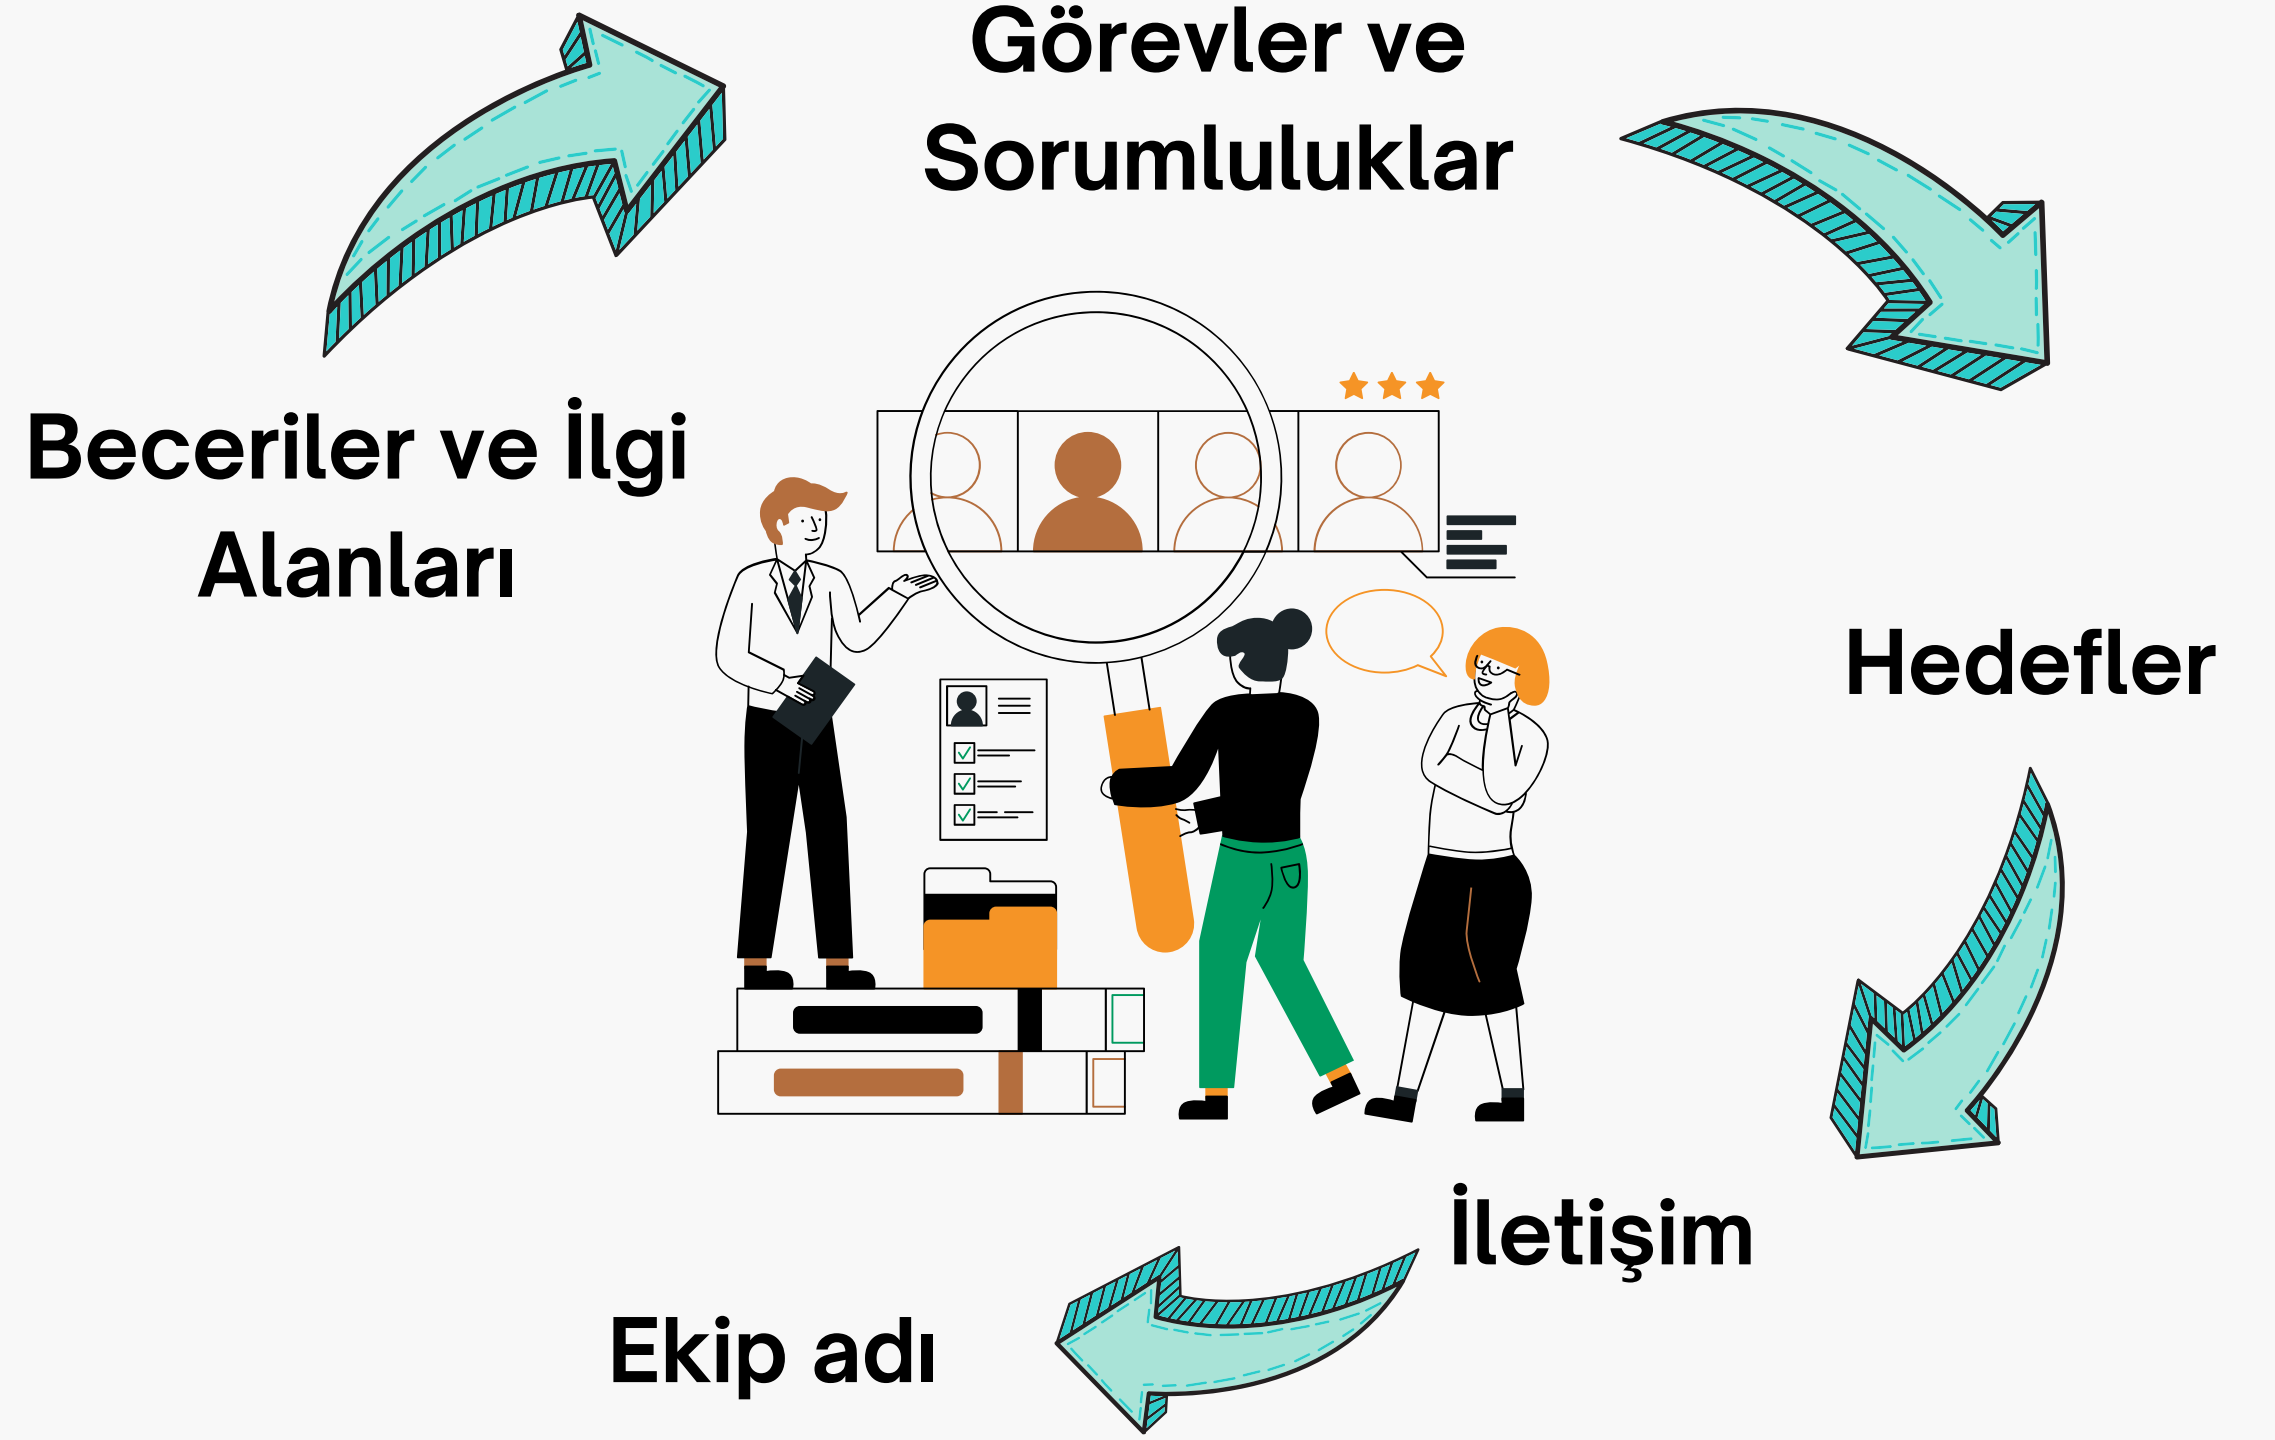 Görevler ve
Sorumluluklar
Beceriler ve İlgi
Alanları
Hedefler
İletişim
Ekip adı